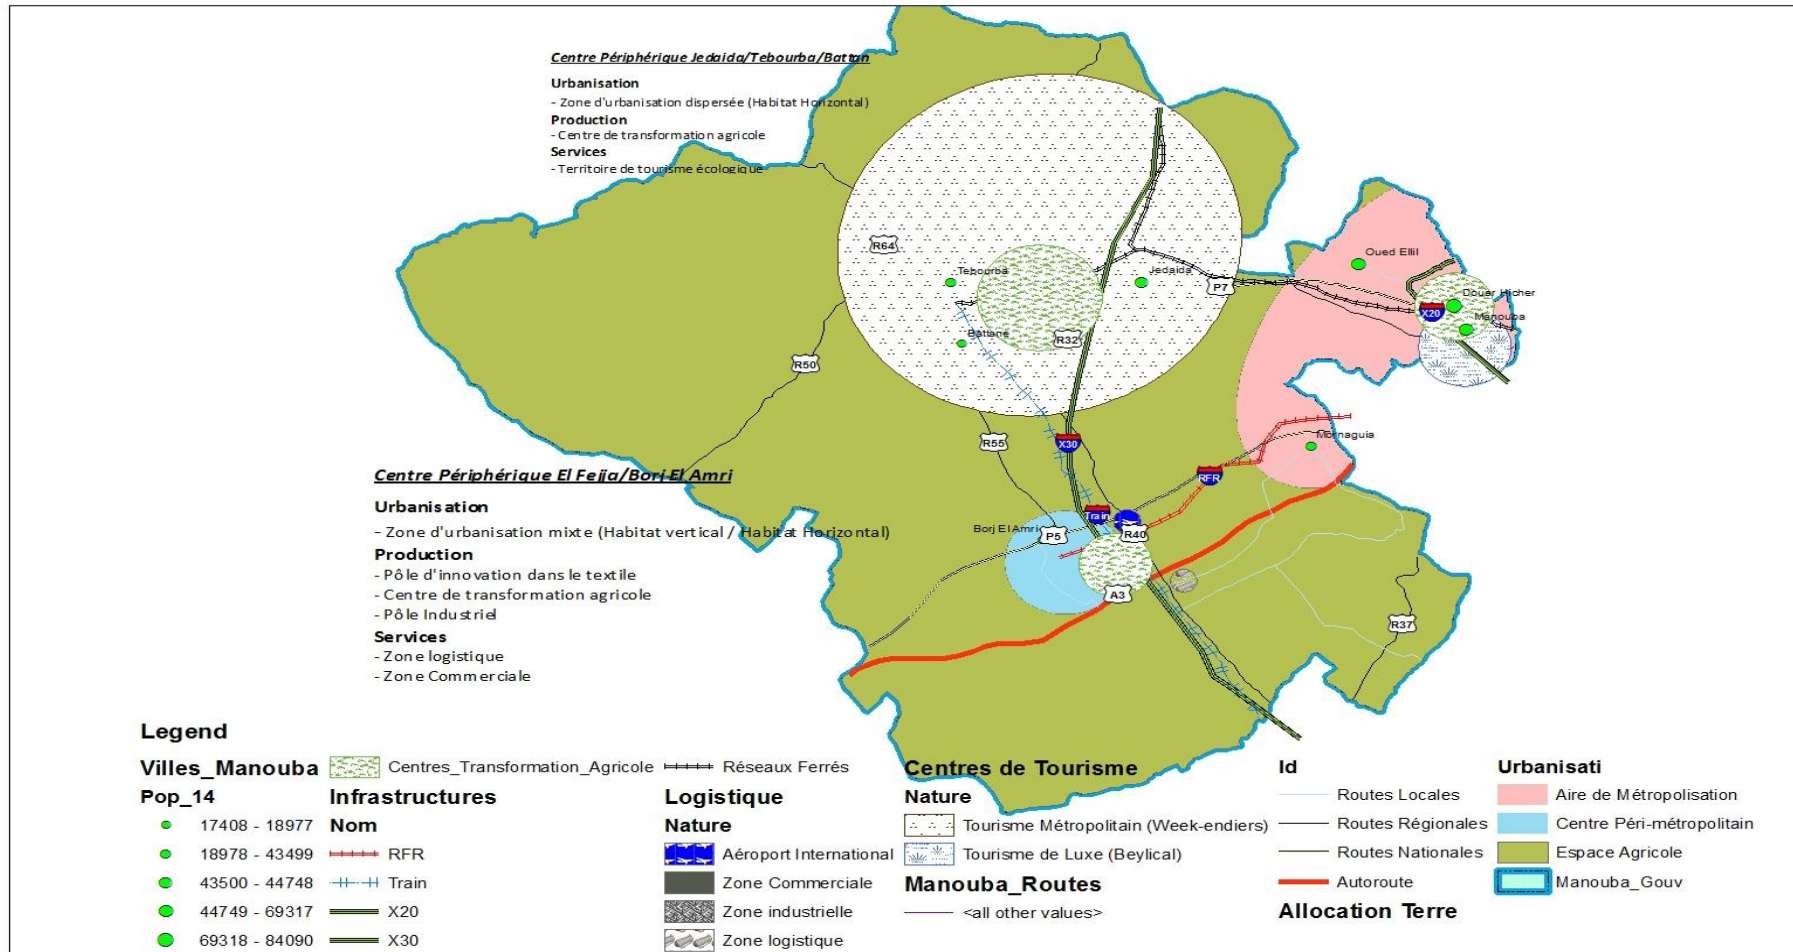 Centre Périphérique Jedaida/Tebourba/Battan
Urbanisation
- Zone d'urbanisation dispersée (Habitat Horizontal)
Production
- Centre de transformation agricole
Services
- Territoire de tourisme écologique
R64
Tebourba
Jedaida
P7
Oued Ellil
Douar Hicher
X20
Manouba
Battane
R32
R50
R55
X30
Mornaguia
RFR
Centre Périphérique El Fejja/Borj El Amri
Urbanisation
- Zone d'urbanisation mixte (Habitat vertical / Habitat Horizontal)
Production
- Pôle d'innovation dans le textile
- Centre de transformation agricole
- Pôle Industriel
Services
- Zone logistique
- Zone Commerciale
Train
Borj El Amri
P5
R40
A3
R37
Legend
Villes_Manouba
Pop_14
17408 - 18977
18978 - 43499
43500 - 44748
44749 - 69317
69318 - 84090
Centres_Transformation_Agricole
Infrastructures
Nom
RFR
Train
X20
X30
Réseaux Ferrés
Logistique
Nature
Aéroport International
Zone Commerciale
Zone industrielle
Zone logistique
Centres de Tourisme
Nature
Tourisme Métropolitain (Week-endiers)
Tourisme de Luxe (Beylical)
Manouba_Routes
<all other values>
Id
Routes Locales
Routes Régionales
Routes Nationales
Autoroute
Allocation Terre
Urbanisati
Aire de Métropolisation
Centre Péri-métropolitain
Espace Agricole
Manouba_Gouv